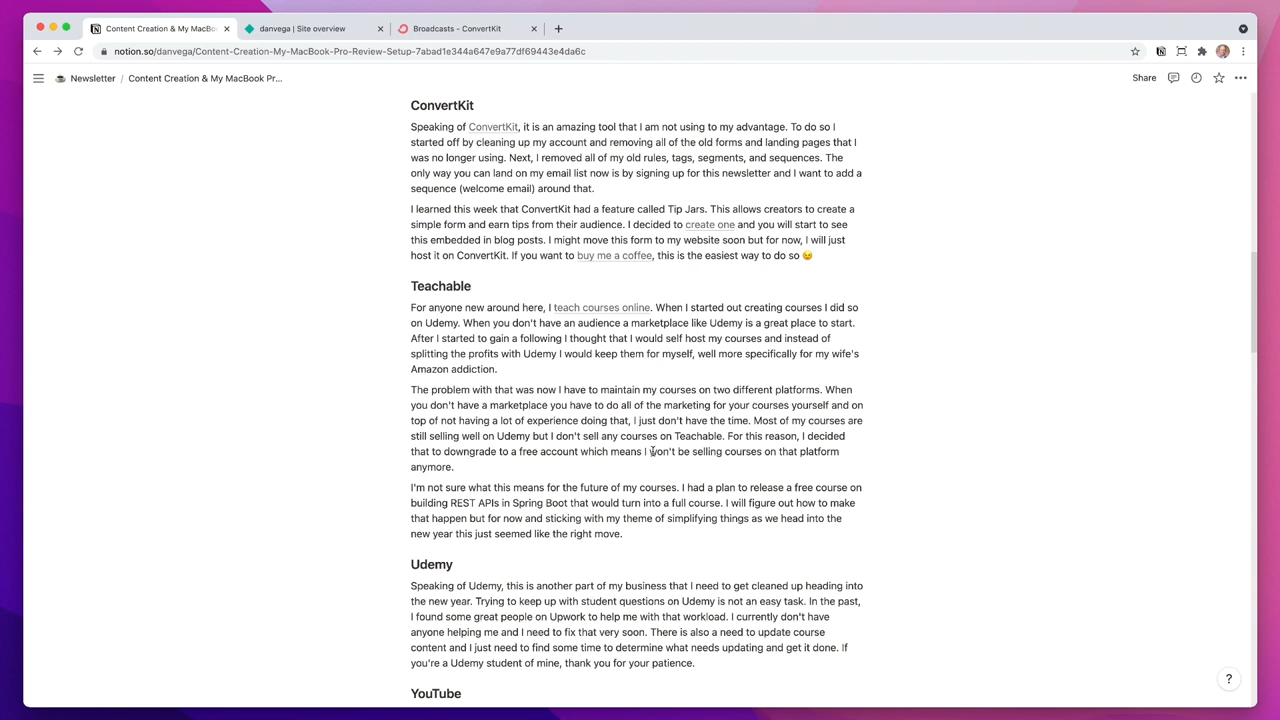 Content Creation & My MacBo
danvega | Site overview
Broadcasts - ConvertKit
notion.so/danvega/Content-Creation-My-MacBook-Pro-Review-Setup-7abad1e344a647e9a77df69443e4da6c
Newsletter / Content Creation & My MacBook Pr...
Share
ConvertKit
Speaking of ConvertKit, it is an amazing tool that I am not using to my advantage. To do so I
started off by cleaning up my account and removing all of the old forms and landing pages that I
was no longer using. Next, I removed all of my old rules, tags, segments, and sequences. The
only way you can land on my email list now is by signing up for this newsletter and I want to add a
sequence (welcome email) around that.
I learned this week that ConvertKit had a feature called Tip Jars. This allows creators to create a
simple form and earn tips from their audience. I decided to create one and you will start to see
this embedded in blog posts. I might move this form to my website soon but for now, I will just
host it on ConvertKit. If you want to buy me a coffee, this is the easiest way to do so 😉
Teachable
For anyone new around here, I teach courses online. When I started out creating courses I did so
on Udemy. When you don't have an audience a marketplace like Udemy is a great place to start.
After I started to gain a following I thought that I would self host my courses and instead of
splitting the profits with Udemy I would keep them for myself, well more specifically for my wife's
Amazon addiction.
The problem with that was now I have to maintain my courses on two different platforms. When
you don't have a marketplace you have to do all of the marketing for your courses yourself and on
top of not having a lot of experience doing that, I just don't have the time. Most of my courses are
still selling well on Udemy but I don't sell any courses on Teachable. For this reason, I decided
that to downgrade to a free account which means I won't be selling courses on that platform
anymore.
I'm not sure what this means for the future of my courses. I had a plan to release a free course on
building REST APIs in Spring Boot that would turn into a full course. I will figure out how to make
that happen but for now and sticking with my theme of simplifying things as we head into the
new year this just seemed like the right move.
Udemy
Speaking of Udemy, this is another part of my business that I need to get cleaned up heading into
the new year. Trying to keep up with student questions on Udemy is not an easy task. In the past,
I found some great people on Upwork to help me with that workload. I currently don't have
anyone helping me and I need to fix that very soon. There is also a need to update course
content and I just need to find some time to determine what needs updating and get it done. If
you're a Udemy student of mine, thank you for your patience.
YouTube
?